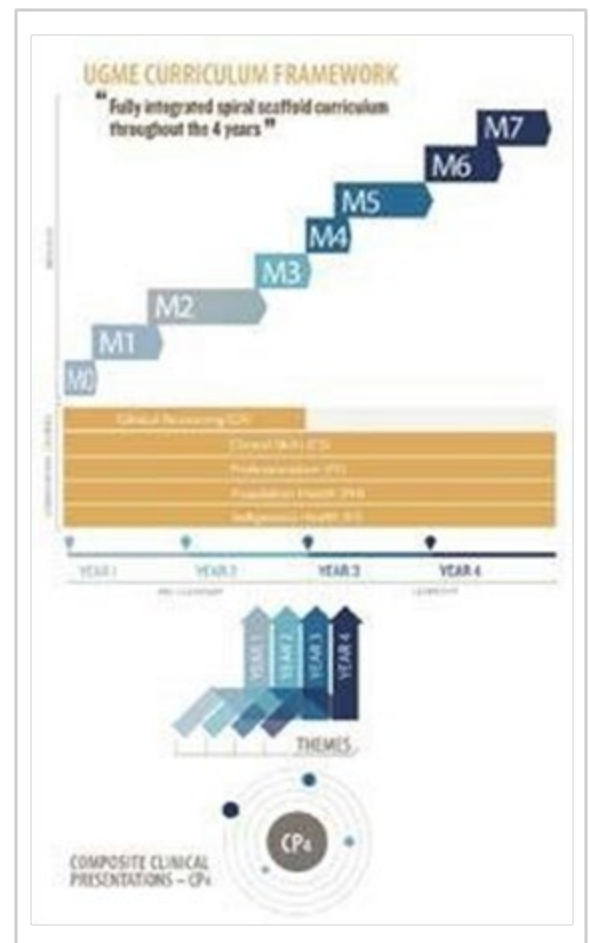 UGME CURRICULUM FRAMEWORK
“ Fully integrated spiral scaffold curriculum
throughout the 4 years ”
M7
M6
M5
M4
M3
M2
M1
M0
Clinical Reasoning (CR)
Clinical Skills (CS)
Professionalism
Population Health (PH)
Indigenous Health (IH)
YEAR 1
YEAR 2
YEAR 3
YEAR 4
YEAR 1
YEAR 2
YEAR 3
YEAR 4
THEMES
CP4
COMPOSITE CLINICAL
PRESENTATIONS – CP4